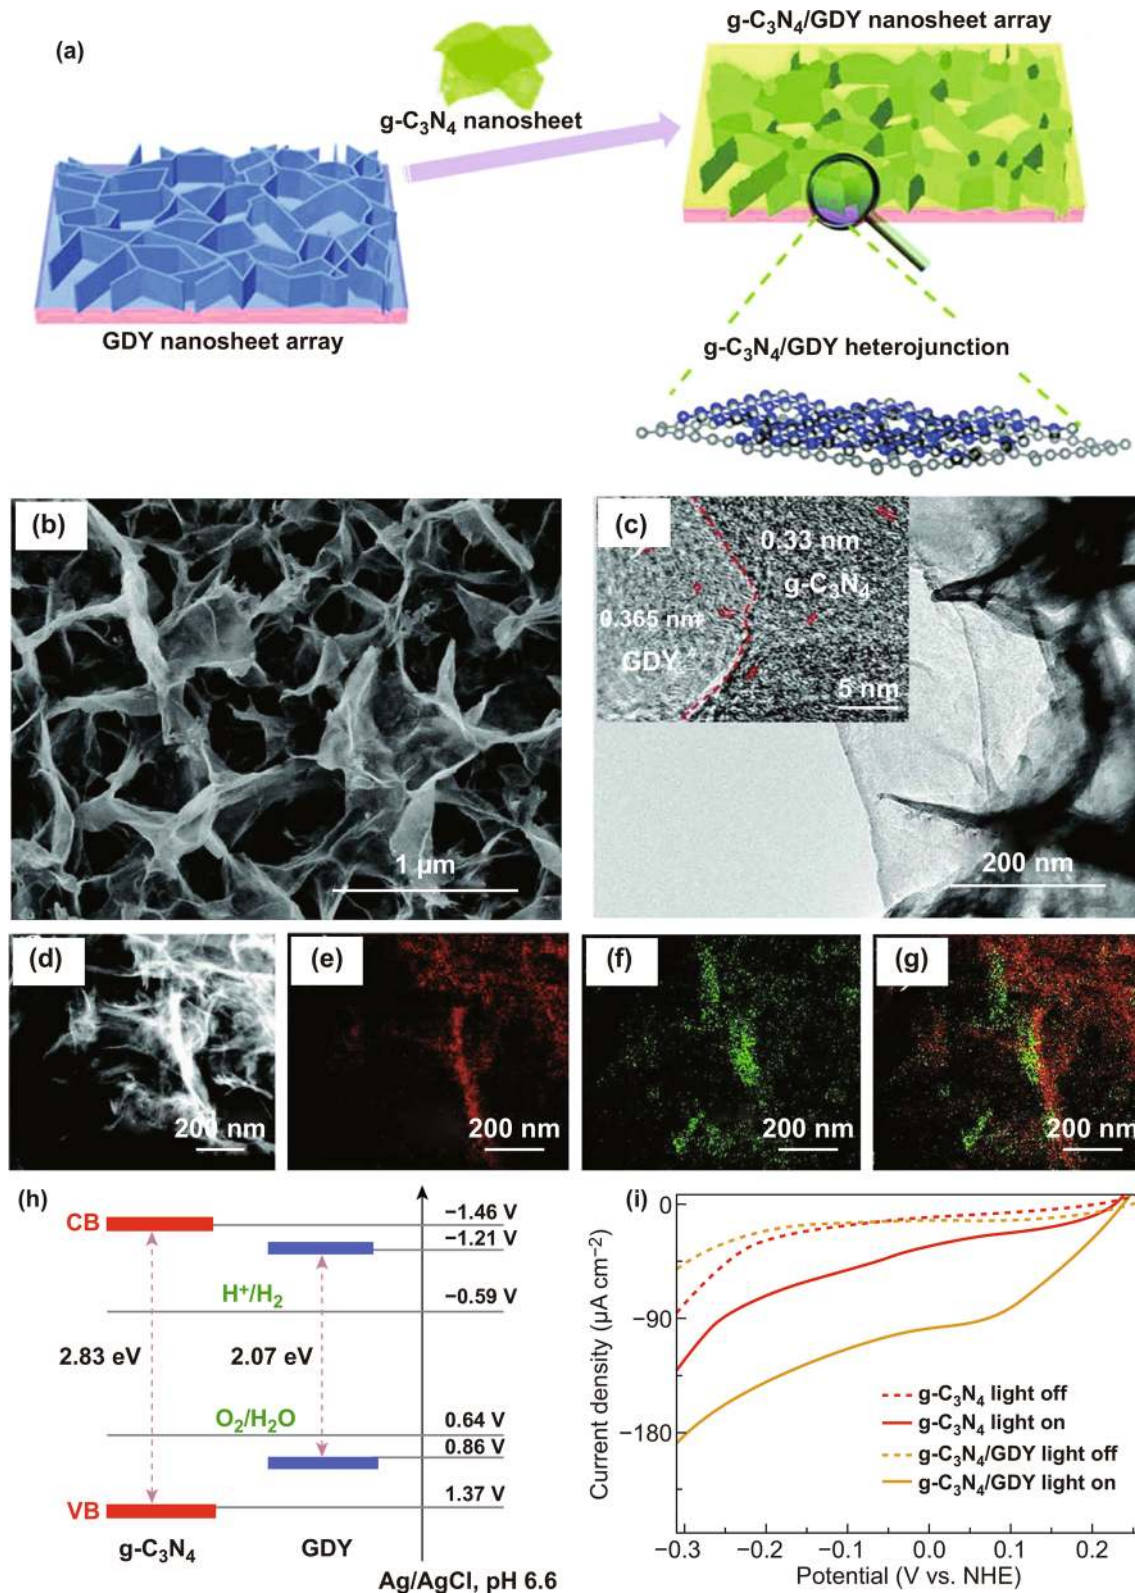 (a)
g-C₃N₄ nanosheet
g-C₃N₄/GDY nanosheet array
GDY nanosheet array
g-C₃N₄/GDY heterojunction
(b)
1 µm
(c)
0.33 nm
g-C₃N₄
0.365 nm
GDY
5 nm
200 nm
(d)
200 nm
(e)
200 nm
(f)
200 nm
(g)
200 nm
(h)
CB
−1.46 V
−1.21 V
H⁺/H₂
−0.59 V
2.83 eV
2.07 eV
O₂/H₂O
0.64 V
0.86 V
VB
1.37 V
g-C₃N₄
GDY
Ag/AgCl, pH 6.6
(i)
Current density (µA cm⁻²)
0
−90
−180
g-C₃N₄ light off
g-C₃N₄ light on
g-C₃N₄/GDY light off
g-C₃N₄/GDY light on
−0.3 −0.2 −0.1 0.0 0.1 0.2
Potential (V vs. NHE)